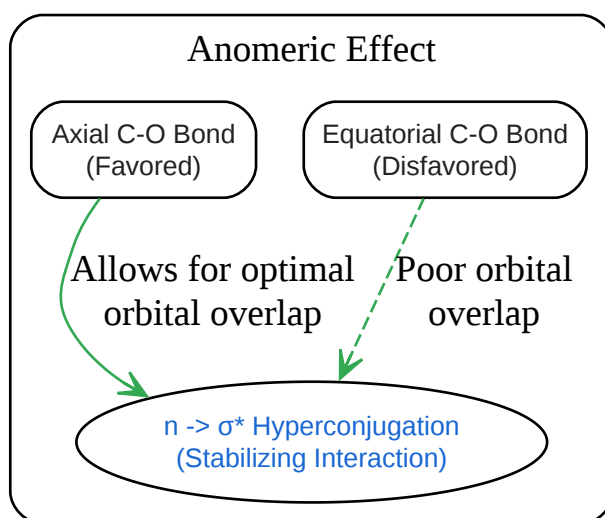 Anomeric Effect
Axial C-O Bond
(Favored)
Equatorial C-O Bond
(Disfavored)
Allows for optimal
orbital overlap
Poor orbital
overlap
n -> σ* Hyperconjugation
(Stabilizing Interaction)